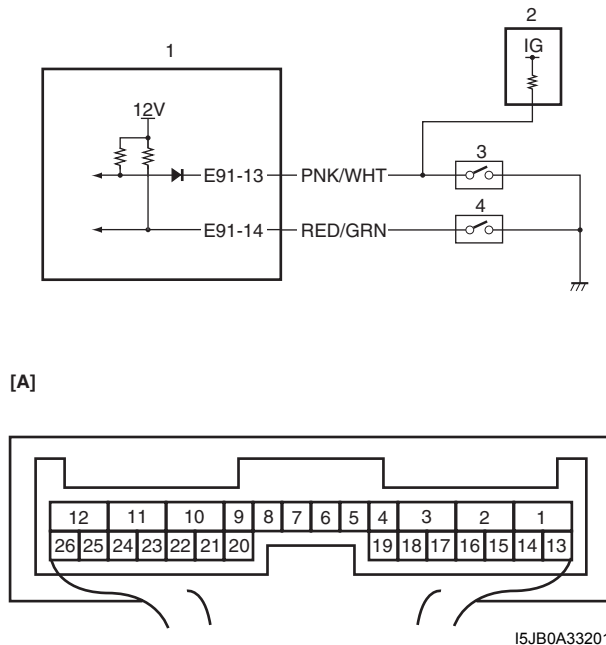 2
1
IG
12V
3
E91-13 PNK/WHT
4
E91-14 RED/GRN
[A]
12 11 10 9 8 7 6 5 4 3 2 1
26 25 24 23 22 21 20 19 18 17 16 15 14 13
I5JB0A33201